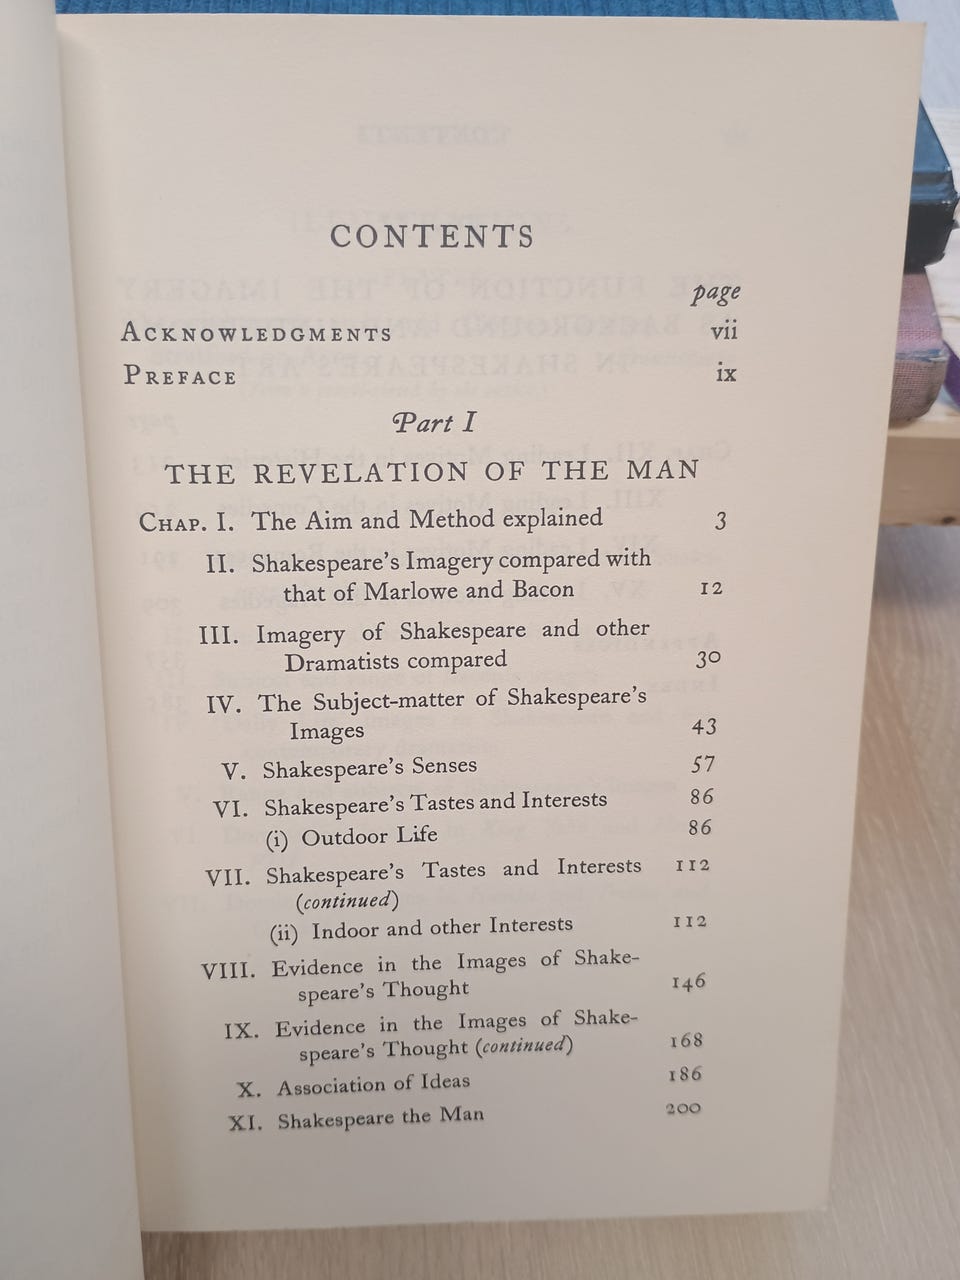 CONTENTS
page
ACKNOWLEDGMENTS vii
PREFACE ix
Part I
THE REVELATION OF THE MAN
CHAP. I. The Aim and Method explained 3
II. Shakespeare's Imagery compared with
that of Marlowe and Bacon 12
III. Imagery of Shakespeare and other
Dramatists compared 30
IV. The Subject-matter of Shakespeare's
Images 43
V. Shakespeare's Senses 57
VI. Shakespeare's Tastes and Interests 86
(i) Outdoor Life 86
VII. Shakespeare's Tastes and Interests 112
(continued)
(ii) Indoor and other Interests 112
VIII. Evidence in the Images of Shake-
speare's Thought 146
IX. Evidence in the Images of Shake-
speare's Thought (continued) 168
X. Association of Ideas 186
XI. Shakespeare the Man 200